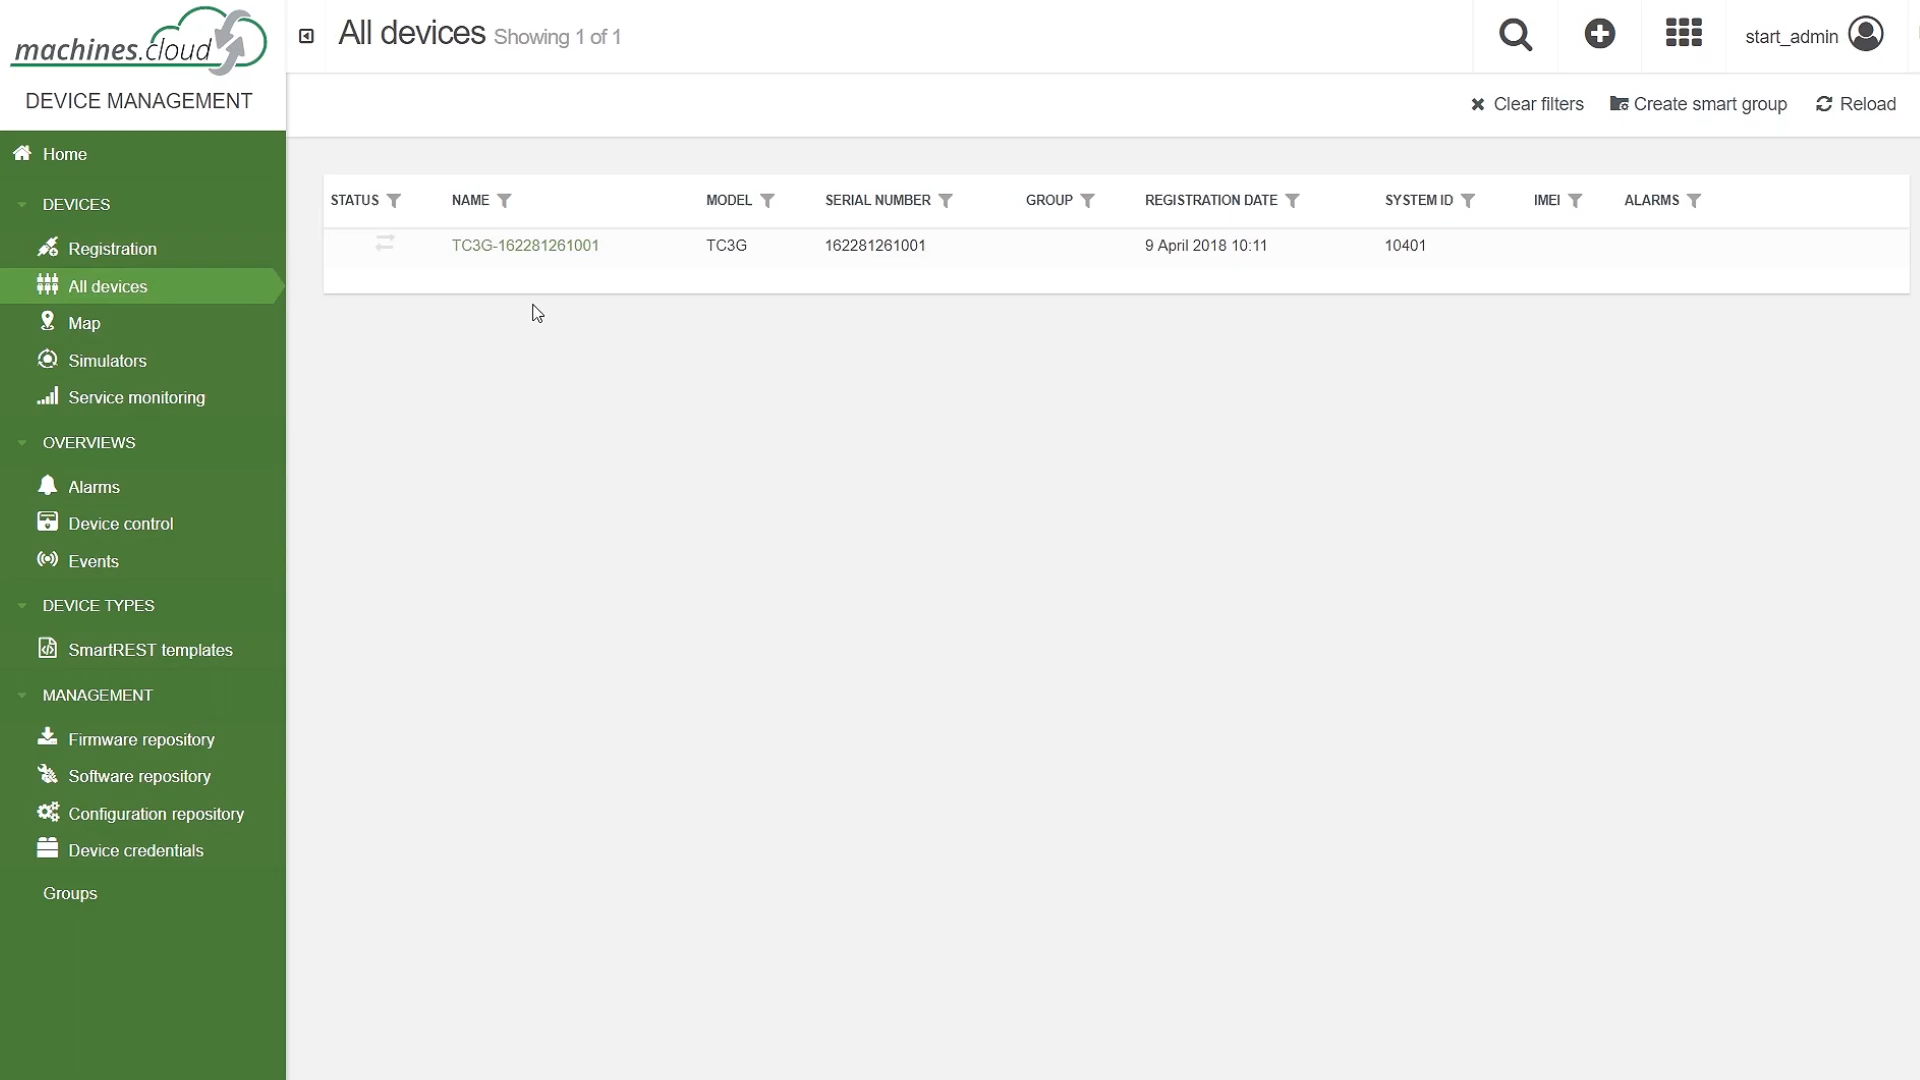 machines.cloud
DEVICE MANAGEMENT
Home
DEVICES
Registration
All devices
Map
Simulators
Service monitoring
OVERVIEWS
Alarms
Device control
Events
DEVICE TYPES
SmartREST templates
MANAGEMENT
Firmware repository
Software repository
Configuration repository
Device credentials
Groups
All devices Showing 1 of 1
start_admin
Clear filters Create smart group Reload
STATUS NAME MODEL SERIAL NUMBER GROUP REGISTRATION DATE SYSTEM ID IMEI ALARMS
TC3G-162281261001 TC3G 162281261001 9 April 2018 10:11 10401